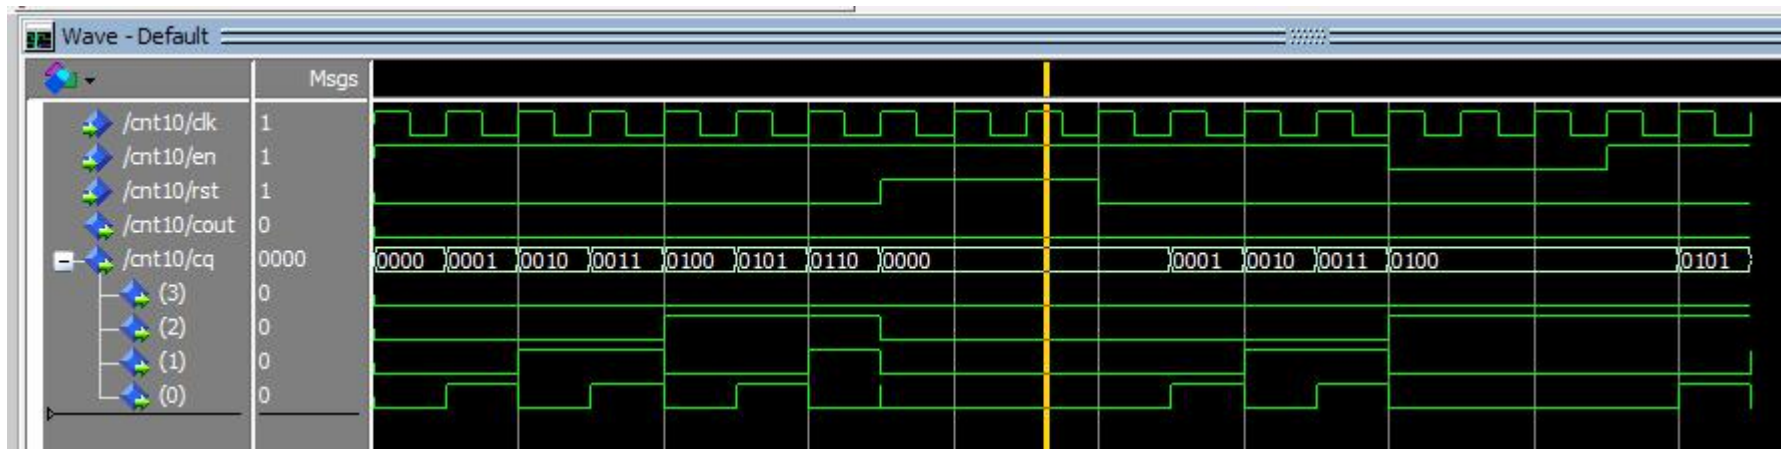 Wave - Default
Msgs
/cnt10/clk 1
/cnt10/en 1
/cnt10/rst 1
/cnt10/cout 0
/cnt10/cq 0000 0000 0001 0010 0011 0100 0101 0110 0000 0001 0010 0011 0100 0101
(3) 0
(2) 0
(1) 0
(0) 0